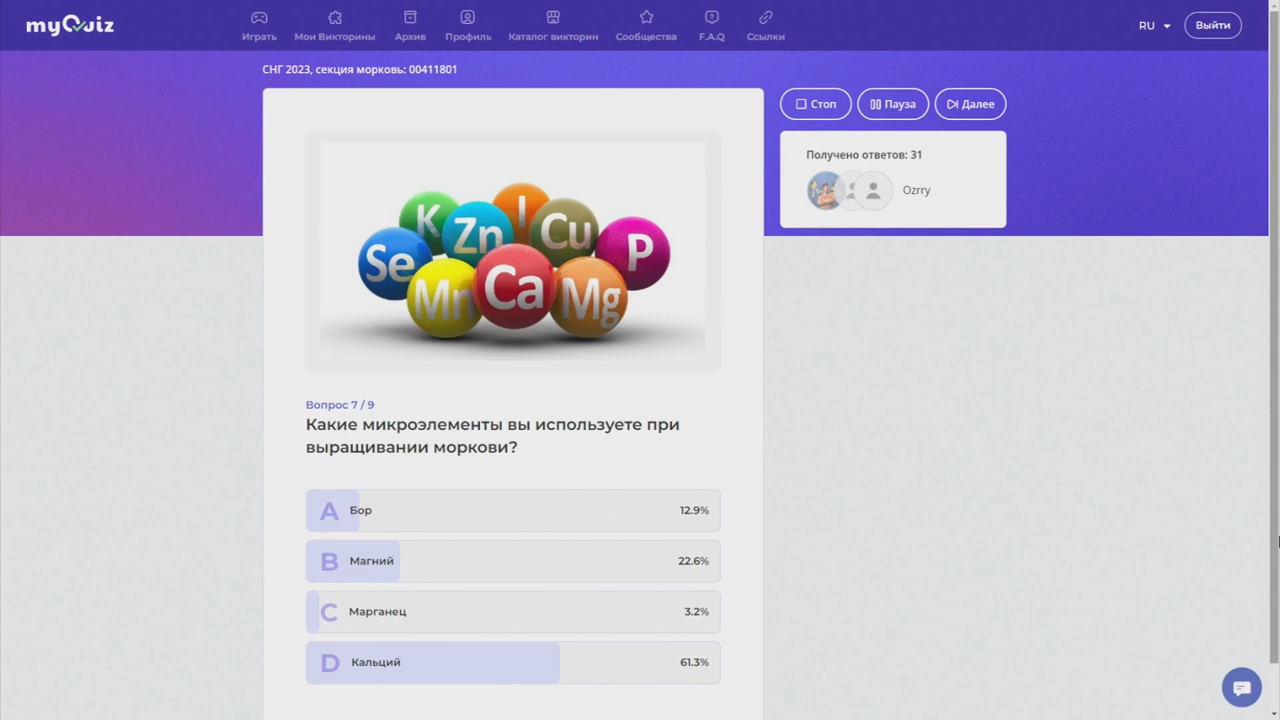 myQuiz
Играть
Мои Викторины
Архив
Профиль
Каталог викторин
Сообщества
F.A.Q
Ссылки
RU
Выйти
СНГ 2023, секция морковь: 00411801
Стоп
Пауза
Далее
Получено ответов: 31
Ozrry
K
Zn
I
Cu
P
Se
Mn
Ca
Mg
Вопрос 7 / 9
Какие микроэлементы вы используете при
выращивании моркови?
A Бор 12.9%
B Магний 22.6%
C Марганец 3.2%
D Кальций 61.3%